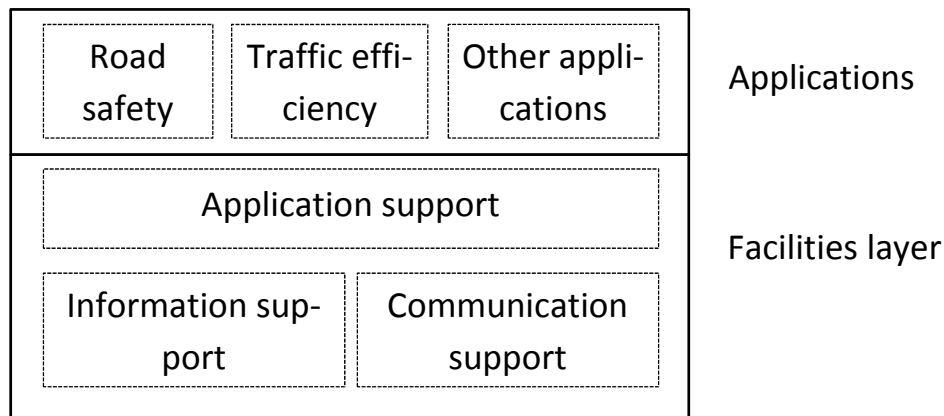 Road
safety
Traffic effi-
ciency
Other appli-
cations
Applications
Application support
Facilities layer
Information sup-
port
Communication
support